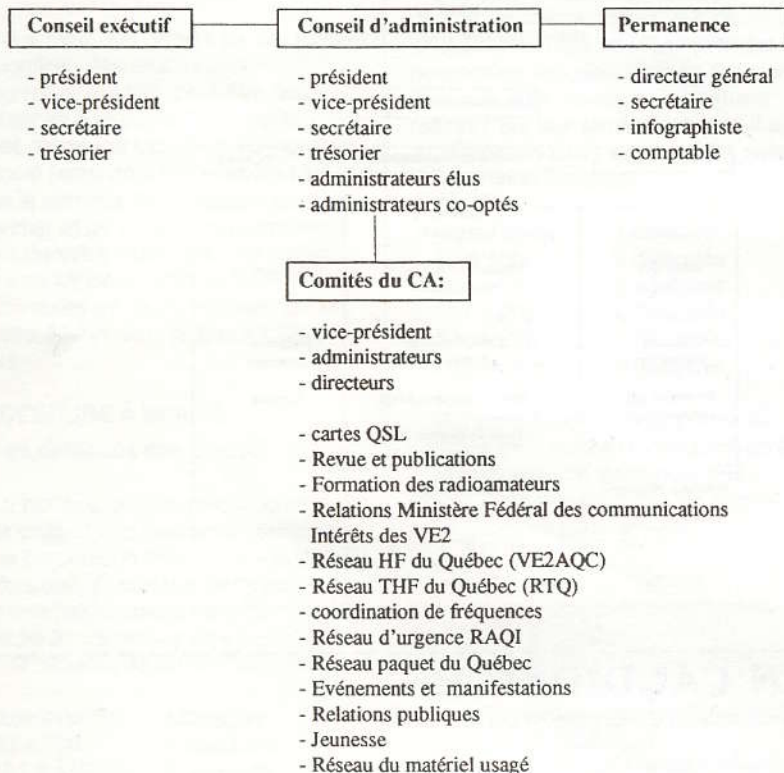 Conseil exécutif
- président
- vice-président
- secrétaire
- trésorier
Conseil d'administration
- président
- vice-président
- secrétaire
- trésorier
- administrateurs élus
- administrateurs co-optés
Permanence
- directeur général
- secrétaire
- infographiste
- comptable
Comités du CA:
- vice-président
- administrateurs
- directeurs
- cartes QSL
- Revue et publications
- Formation des radioamateurs
- Relations Ministère Fédéral des communications
Intérêts des VE2
- Réseau HF du Québec (VE2AQC)
- Réseau THF du Québec (RTQ)
- coordination de fréquences
- Réseau d'urgence RAQI
- Réseau paquet du Québec
- Evénements et manifestations
- Relations publiques
- Jeunesse
- Réseau du matériel usagé